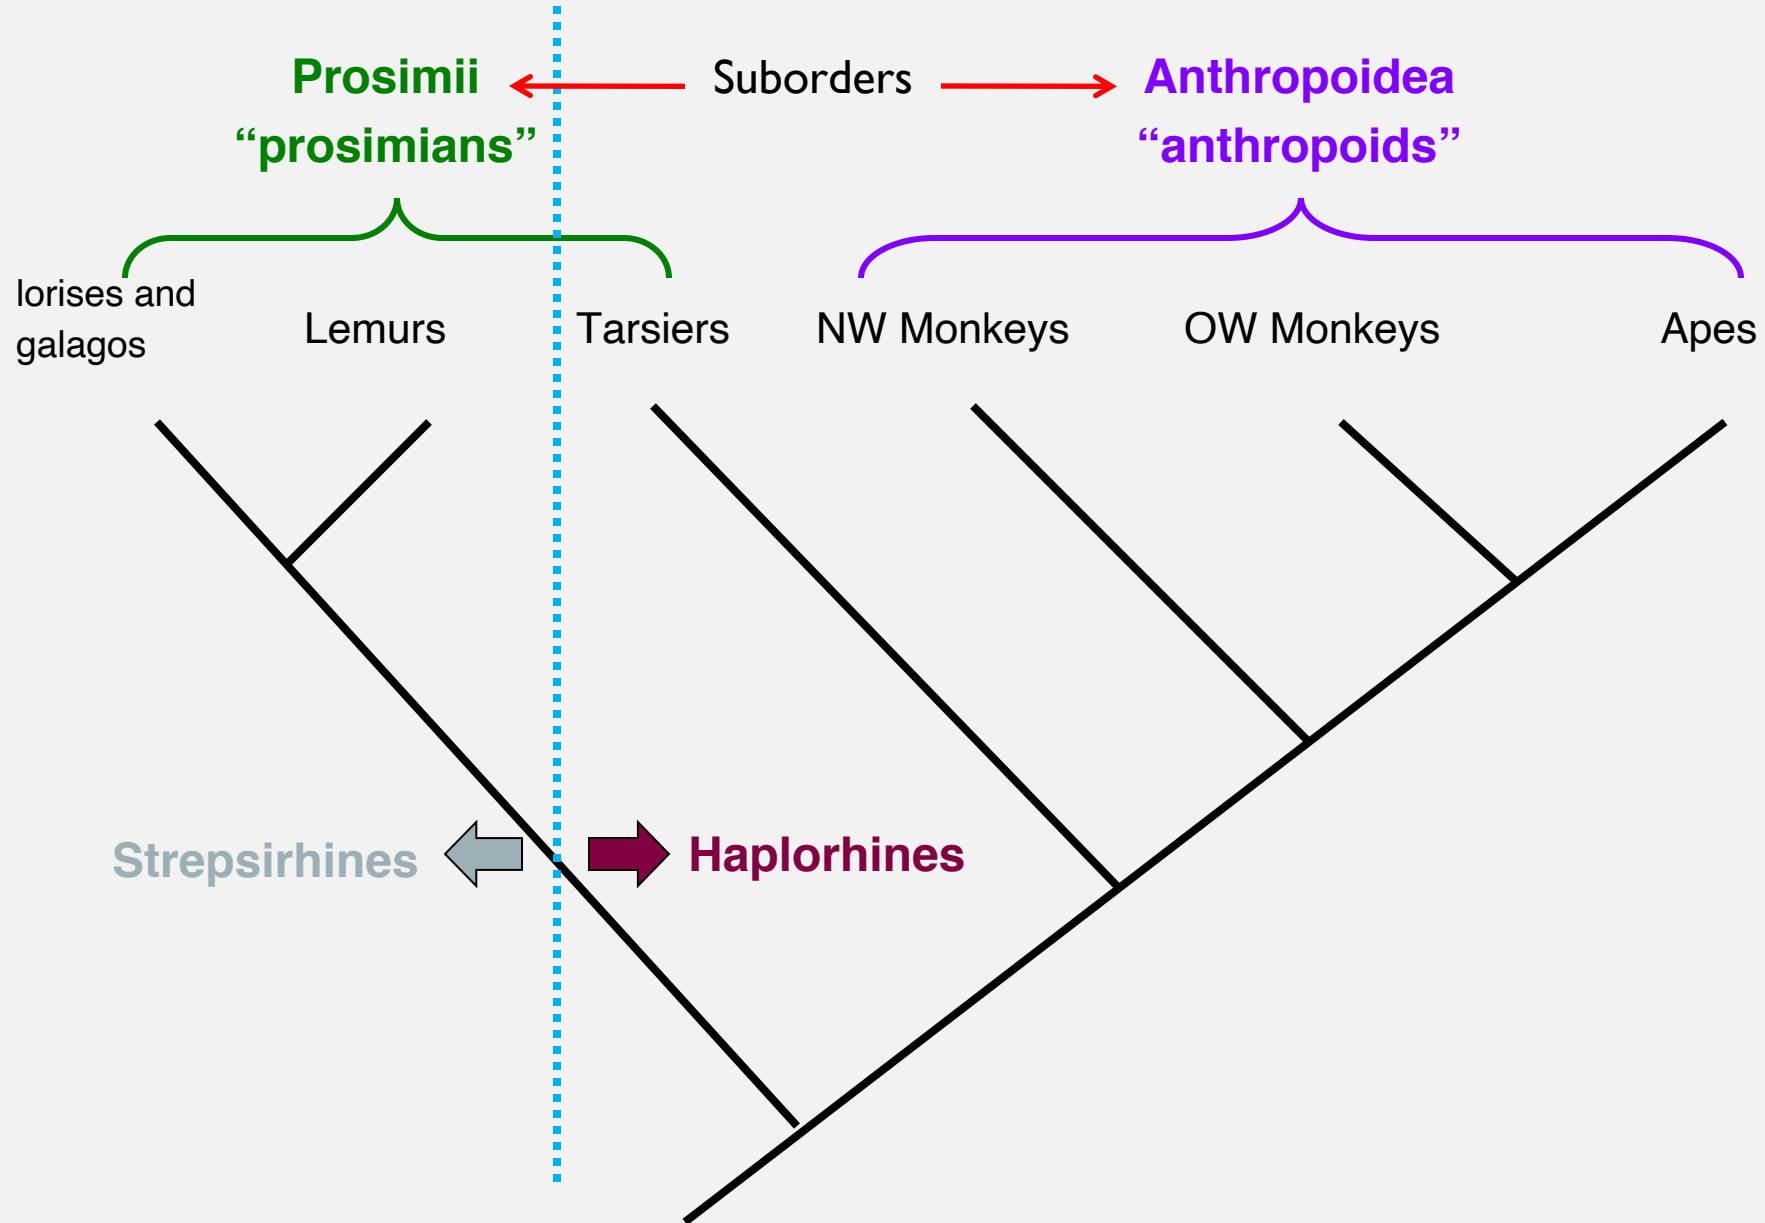 Prosimii
“prosimians”
Suborders
Anthropoidea
“anthropoids”
lorises and
galagos
Lemurs
Tarsiers
NW Monkeys
OW Monkeys
Apes
Strepsirhines
Haplorhines